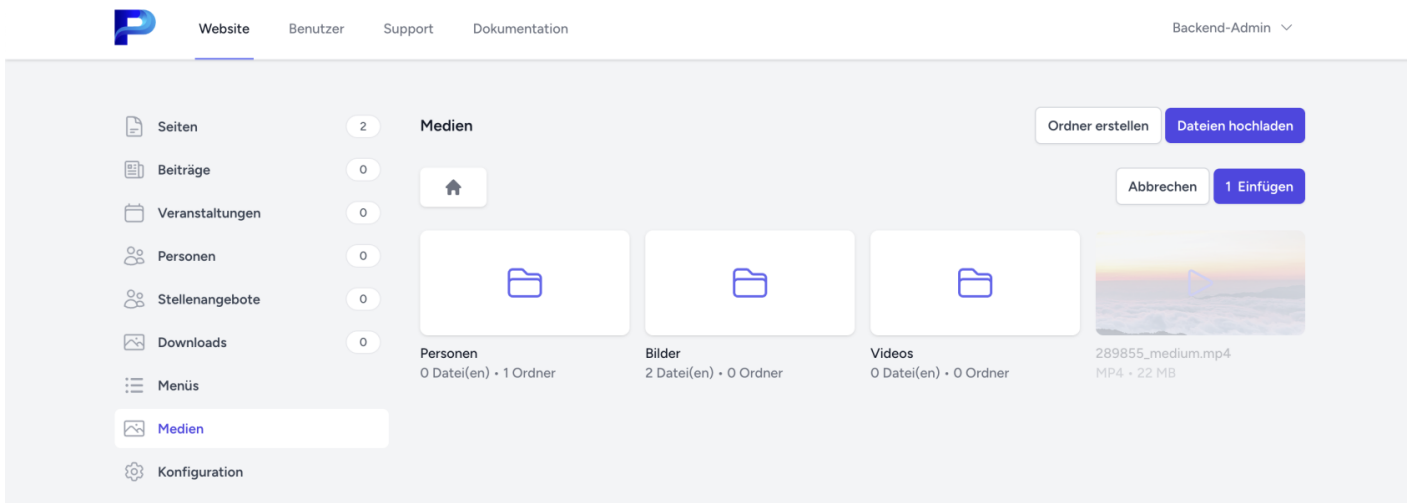 Website Benutzer Support Dokumentation Backend-Admin
Seiten 2
Beiträge 0
Veranstaltungen 0
Personen 0
Stellenangebote 0
Downloads 0
Menüs
Medien
Konfiguration
Medien
Ordner erstellen Dateien hochladen
Abbrechen 1 Einfügen
Personen
0 Datei(en) • 1 Ordner
Bilder
2 Datei(en) • 0 Ordner
Videos
0 Datei(en) • 0 Ordner
289855_medium.mp4
MP4 • 22 MB